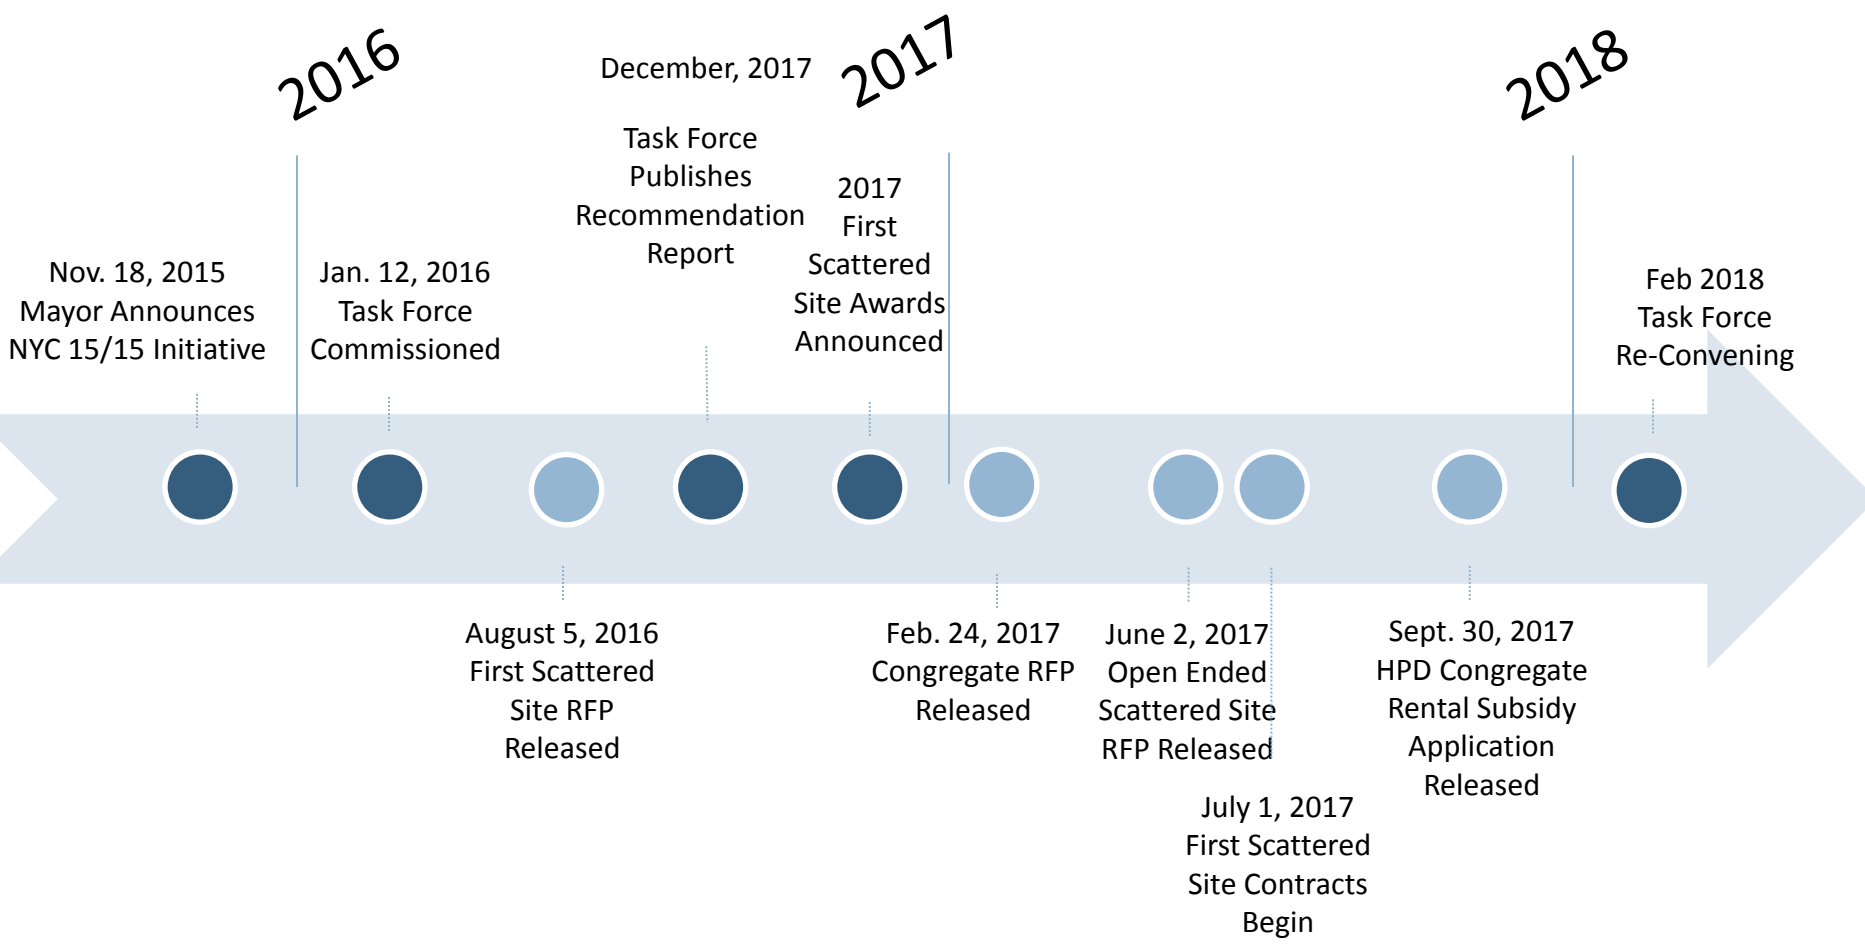 2016
2017
2018
Nov. 18, 2015
Mayor Announces
NYC 15/15 Initiative
Jan. 12, 2016
Task Force
Commissioned
December, 2017
Task Force
Publishes
Recommendation
Report
2017
First
Scattered
Site Awards
Announced
Feb 2018
Task Force
Re-Convening
August 5, 2016
First Scattered
Site RFP
Released
Feb. 24, 2017
Congregate RFP
Released
June 2, 2017
Open Ended
Scattered Site
RFP Released
July 1, 2017
First Scattered
Site Contracts
Begin
Sept. 30, 2017
HPD Congregate
Rental Subsidy
Application
Released